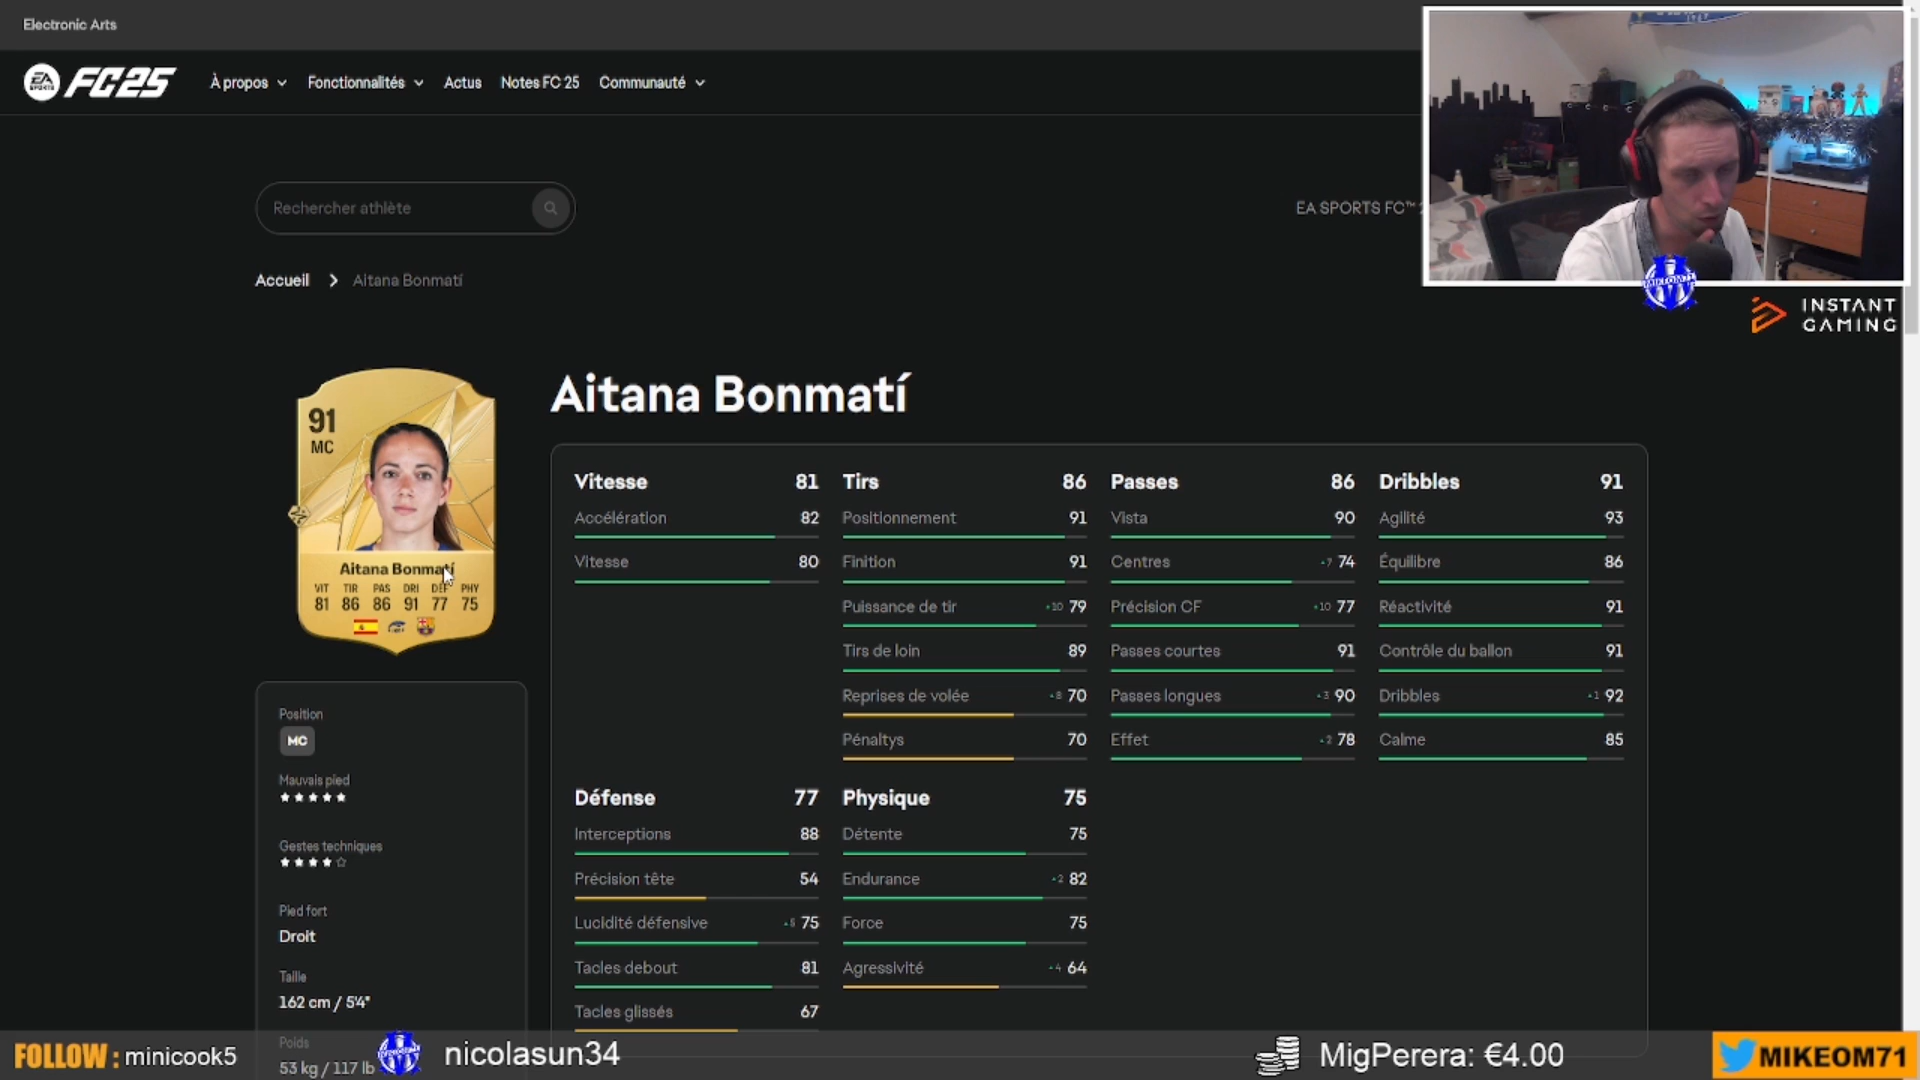 Electronic Arts
EA SPORTS FC25
À propos
Fonctionnalités
Actus
Notes FC 25
Communauté
Rechercher athlète
EA SPORTS FC™
Accueil
Aitana Bonmatí
INSTANT
GAMING
Aitana Bonmatí
91
MC
Aitana Bonmatí
VIT TIR PAS DRI DÉF PHY
81 86 86 91 77 75
Vitesse 81
Accélération 82
Vitesse 80
Tirs 86
Positionnement 91
Finition 91
Puissance de tir 10 79
Tirs de loin 89
Reprises de volée 8 70
Pénaltys 70
Passes 86
Vista 90
Centres 7 74
Précision CF 10 77
Passes courtes 91
Passes longues 3 90
Effet 2 78
Dribbles 91
Agilité 93
Équilibre 86
Réactivité 91
Contrôle du ballon 91
Dribbles 1 92
Calme 85
Défense 77
Interceptions 88
Précision tête 54
Lucidité défensive 5 75
Tacles debout 81
Tacles glissés 67
Physique 75
Détente 75
Endurance 2 82
Force 75
Agressivité 4 64
Position
MC
Mauvais pied
Gestes techniques
Pied fort
Droit
Taille
162 cm / 5'4"
Poids
53 kg / 117 lb
FOLLOW : minicook5
nicolasun34
MigPerera: €4.00
MIKEOM71